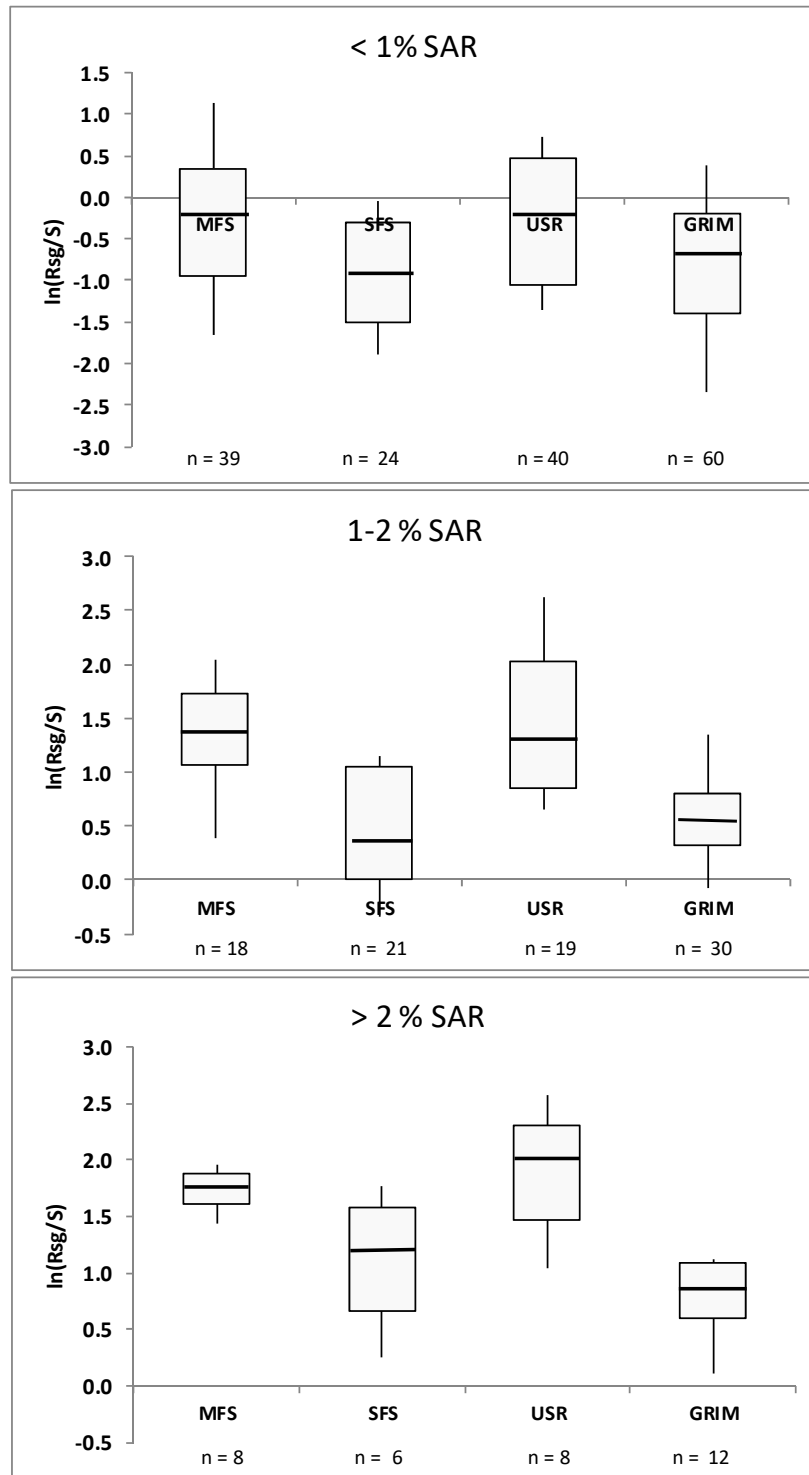 < 1% SAR
1.5
1.0
0.5
0.0
-0.5
-1.0
-1.5
-2.0
-2.5
-3.0
ln(Rsg/S)
MFS SFS USR GRIM
n = 39 n = 24 n = 40 n = 60
1-2 % SAR
3.0
2.5
2.0
1.5
1.0
0.5
0.0
-0.5
ln(Rsg/S)
MFS SFS USR GRIM
n = 18 n = 21 n = 19 n = 30
> 2 % SAR
3.0
2.5
2.0
1.5
1.0
0.5
0.0
-0.5
ln(Rsg/S)
MFS SFS USR GRIM
n = 8 n = 6 n = 8 n = 12